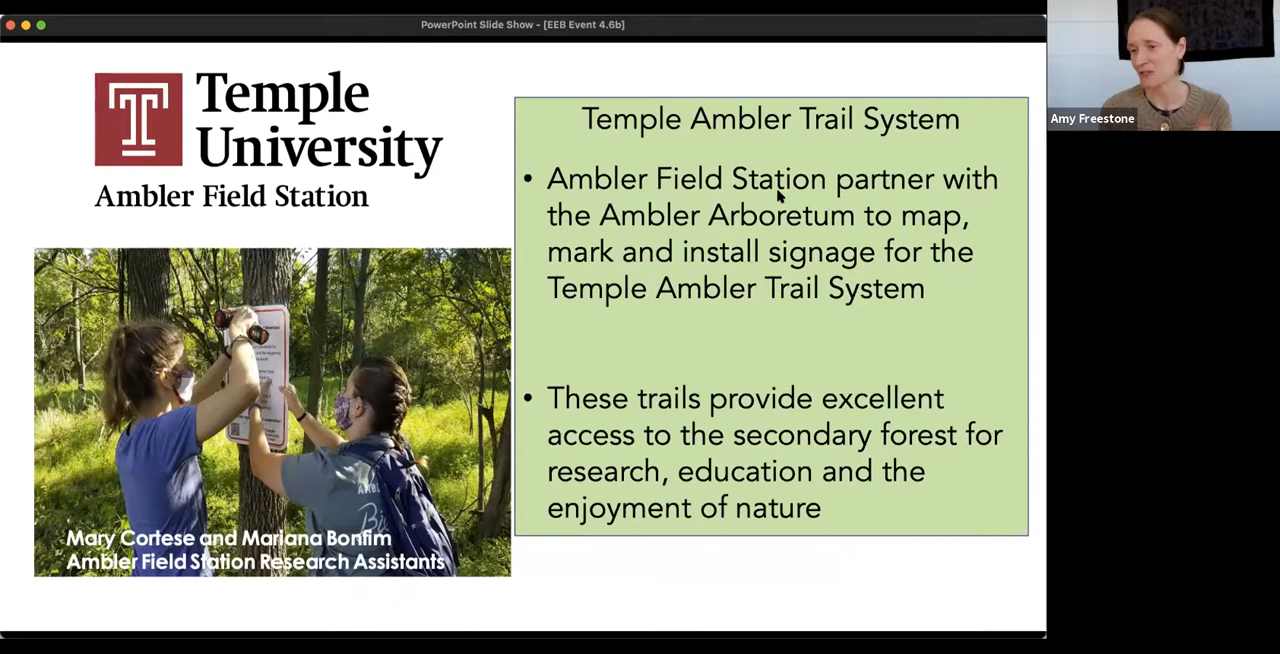 PowerPoint Slide Show - [EEB Event 4.6b]
Temple
University
Ambler Field Station
Temple Ambler Trail System
• Ambler Field Station partner with
the Ambler Arboretum to map,
mark and install signage for the
Temple Ambler Trail System
• These trails provide excellent
access to the secondary forest for
research, education and the
enjoyment of nature
Mary Cortese and Mariana Bonfim
Ambler Field Station Research Assistants
Amy Freestone